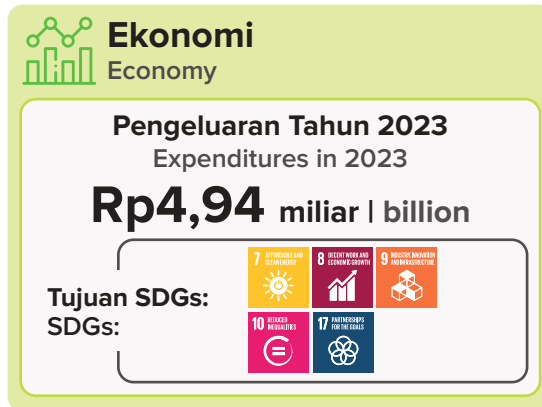 Ekonomi
Economy
Pengeluaran Tahun 2023
Expenditures in 2023
Rp4,94 miliar | billion
Tujuan SDGs:
SDGs:
7 AFFORDABLE AND
CLEAN ENERGY
8 DECENT WORK AND
ECONOMIC GROWTH
9 INDUSTRY, INNOVATION
AND INFRASTRUCTURE
10 REDUCED
INEQUALITIES
17 PARTNERSHIPS
FOR THE GOALS